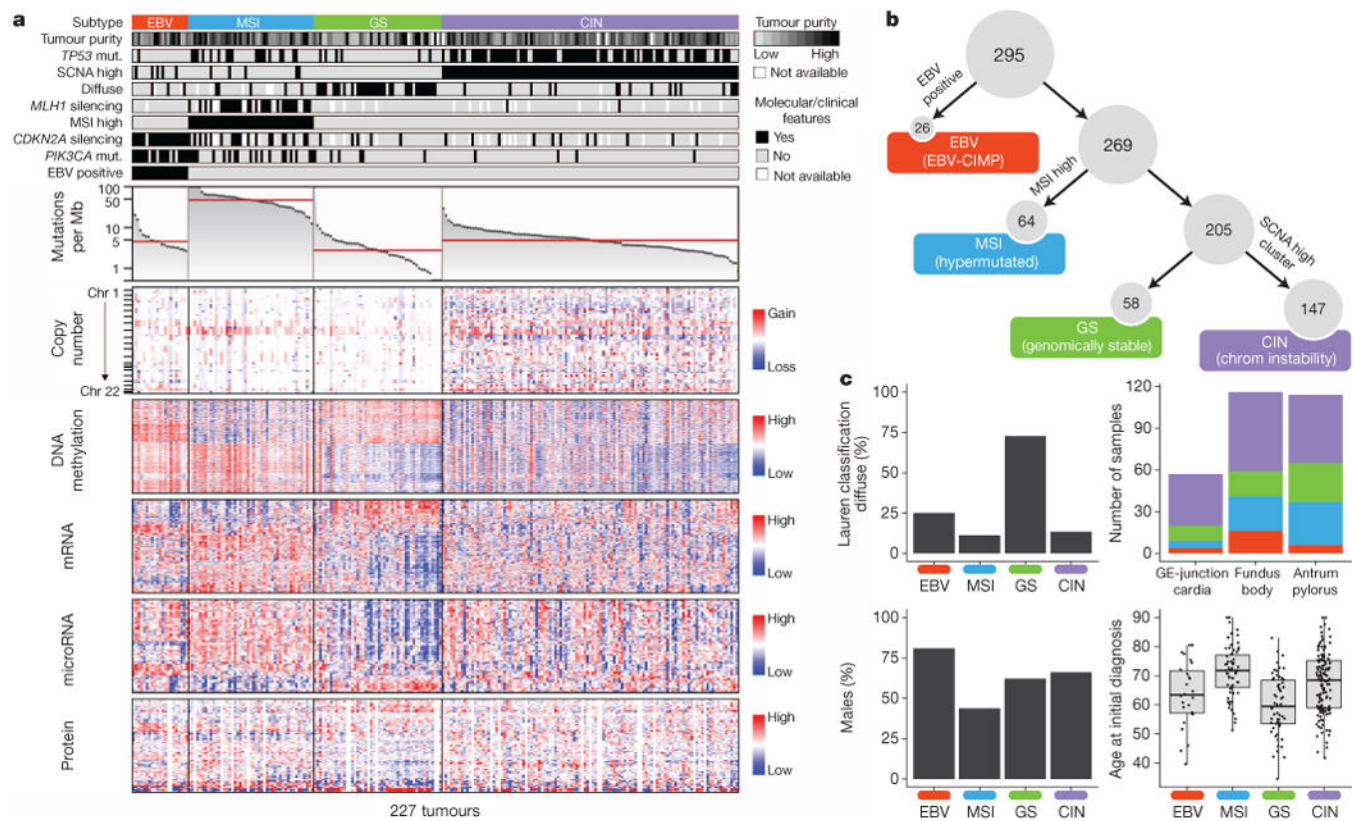 a
Subtype EBV MSI GS CIN
Tumour purity
TP53 mut.
SCNA high
Diffuse
MLH1 silencing
MSI high
CDKN2A silencing
PIK3CA mut.
EBV positive
Tumour purity
Low High
Not available
Molecular/clinical
features
Yes
No
Not available
Mutations
per Mb
100
50
10
5
1
Copy
number
Chr 1
Chr 22
Gain
Loss
DNA
methylation
High
Low
mRNA
High
Low
microRNA
High
Low
Protein
High
Low
227 tumours
b
295
EBV
positive
26
EBV
(EBV-CIMP)
269
MSI high
64
MSI
(hypermutated)
205
SCNA high
cluster
58
GS
(genomically stable)
147
CIN
(chrom instability)
c
Lauren classification
diffuse (%)
100
75
50
25
0
EBV MSI GS CIN
Number of samples
120
90
60
30
0
GE-junction
cardia
Fundus
body
Antrum
pylorus
Males (%)
100
75
50
25
0
EBV MSI GS CIN
Age at initial diagnosis
90
80
70
60
50
40
EBV MSI GS CIN